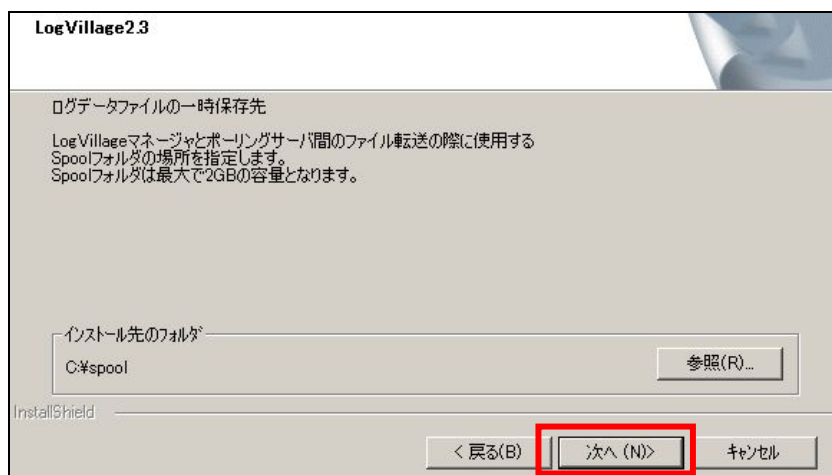 LogVillage2.3
ログデータファイルの一時保存先
LogVillageマネージャとポーリングサーバ間のファイル転送の際に使用する
Spoolフォルダの場所を指定します。
Spoolフォルダは最大で2GBの容量となります。
インストール先のフォルダ
C:¥spool
参照(R)...
InstallShield
< 戻る(B)
次へ (N)>
キャンセル